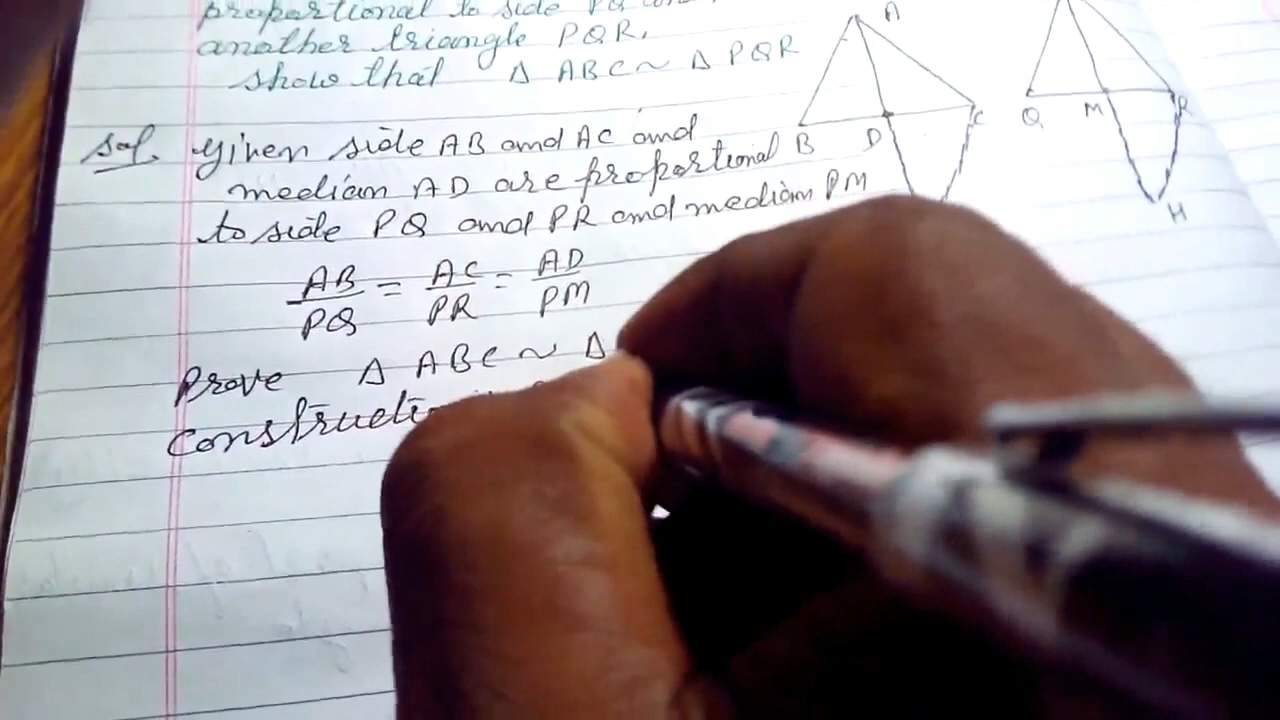 proportional to side PQ
another triangle PQR,
show that Δ ABC ~ Δ PQR
Sol. Given side AB and AC and
median AD are proportional
to side PQ and PR and median PM
AB/PQ = AC/PR = AD/PM
Prove Δ ABC ~ Δ
A
B
D
C
Q
M
R
H